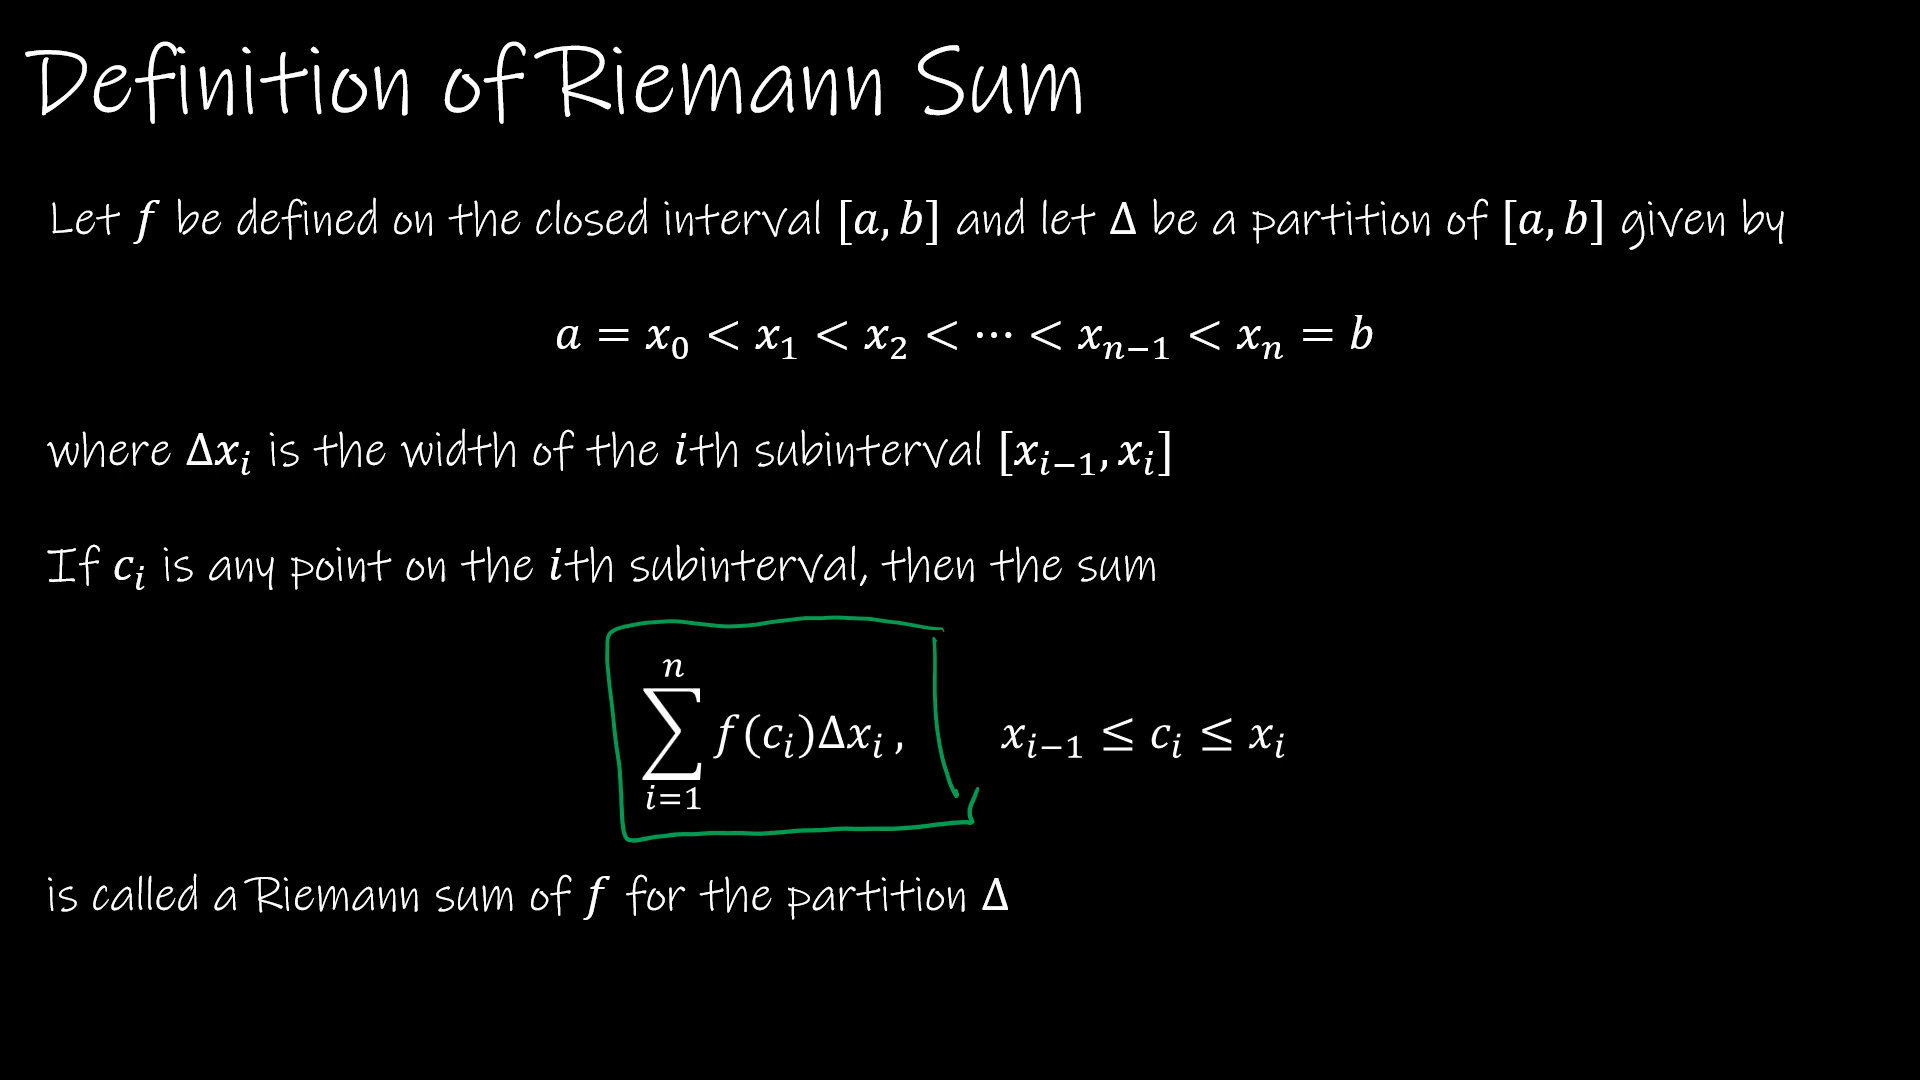 Definition of Riemann Sum
Let f be defined on the closed interval [a, b] and let Δ be a partition of [a, b] given by
a = x₀ < x₁ < x₂ < ⋯ < xₙ₋₁ < xₙ = b
where Δxᵢ is the width of the ith subinterval [xᵢ₋₁, xᵢ]
If cᵢ is any point on the ith subinterval, then the sum
∑ᵢ₌₁ⁿ f(cᵢ)Δxᵢ , xᵢ₋₁ ≤ cᵢ ≤ xᵢ
is called a Riemann sum of f for the partition Δ